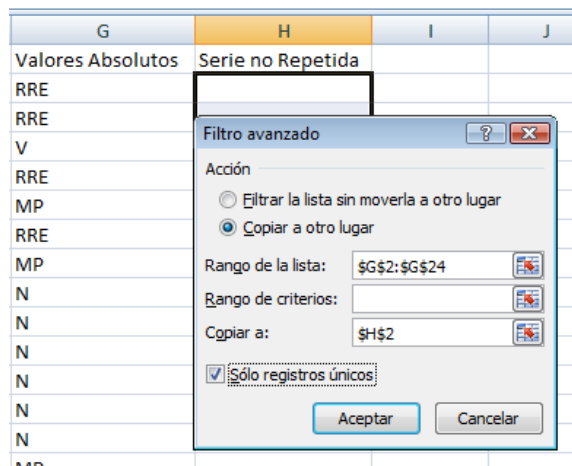 G H I J
Valores Absolutos Serie no Repetida
RRE
RRE
V
RRE
MP
RRE
MP
N
N
N
N
N
N
MP
Filtro avanzado
Acción
Filtrar la lista sin moverla a otro lugar
Copiar a otro lugar
Rango de la lista: $G$2:$G$24
Rango de criterios:
Copiar a: $H$2
Sólo registros únicos
Aceptar Cancelar